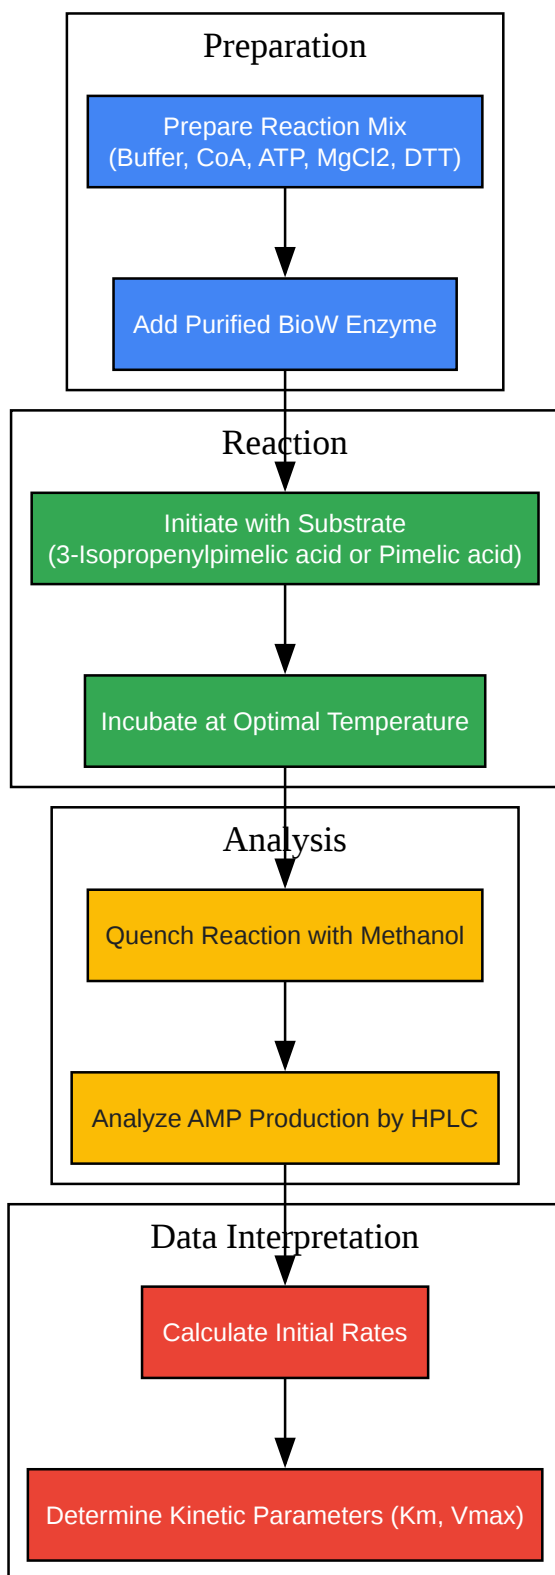 Preparation
Prepare Reaction Mix
(Buffer, CoA, ATP, MgCl2, DTT)
Add Purified BioW Enzyme
Reaction
Initiate with Substrate
(3-Isopropenylpimelic acid or Pimelic acid)
Incubate at Optimal Temperature
Analysis
Quench Reaction with Methanol
Analyze AMP Production by HPLC
Data Interpretation
Calculate Initial Rates
Determine Kinetic Parameters (Km, Vmax)